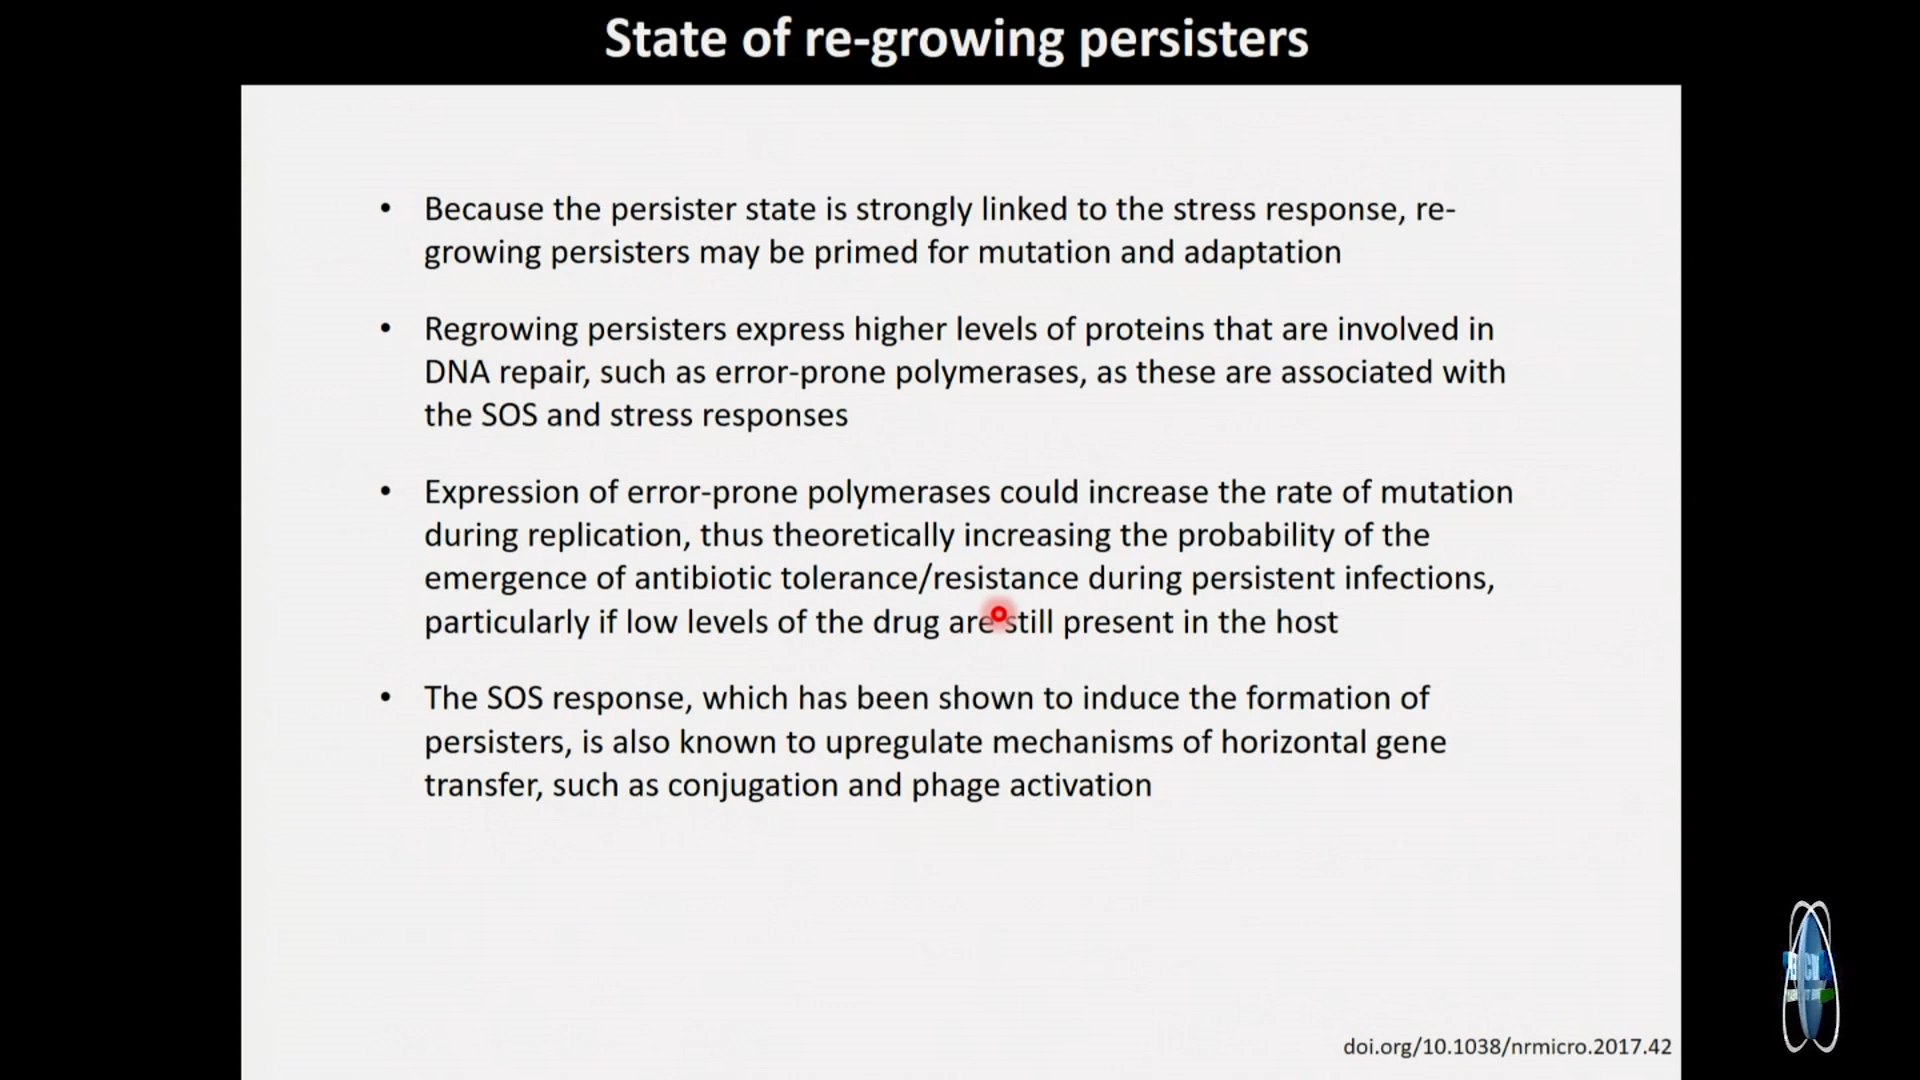 State of re-growing persisters
• Because the persister state is strongly linked to the stress response, re-
growing persisters may be primed for mutation and adaptation
• Regrowing persisters express higher levels of proteins that are involved in
DNA repair, such as error-prone polymerases, as these are associated with
the SOS and stress responses
• Expression of error-prone polymerases could increase the rate of mutation
during replication, thus theoretically increasing the probability of the
emergence of antibiotic tolerance/resistance during persistent infections,
particularly if low levels of the drug are still present in the host
• The SOS response, which has been shown to induce the formation of
persisters, is also known to upregulate mechanisms of horizontal gene
transfer, such as conjugation and phage activation
doi.org/10.1038/nrmicro.2017.42